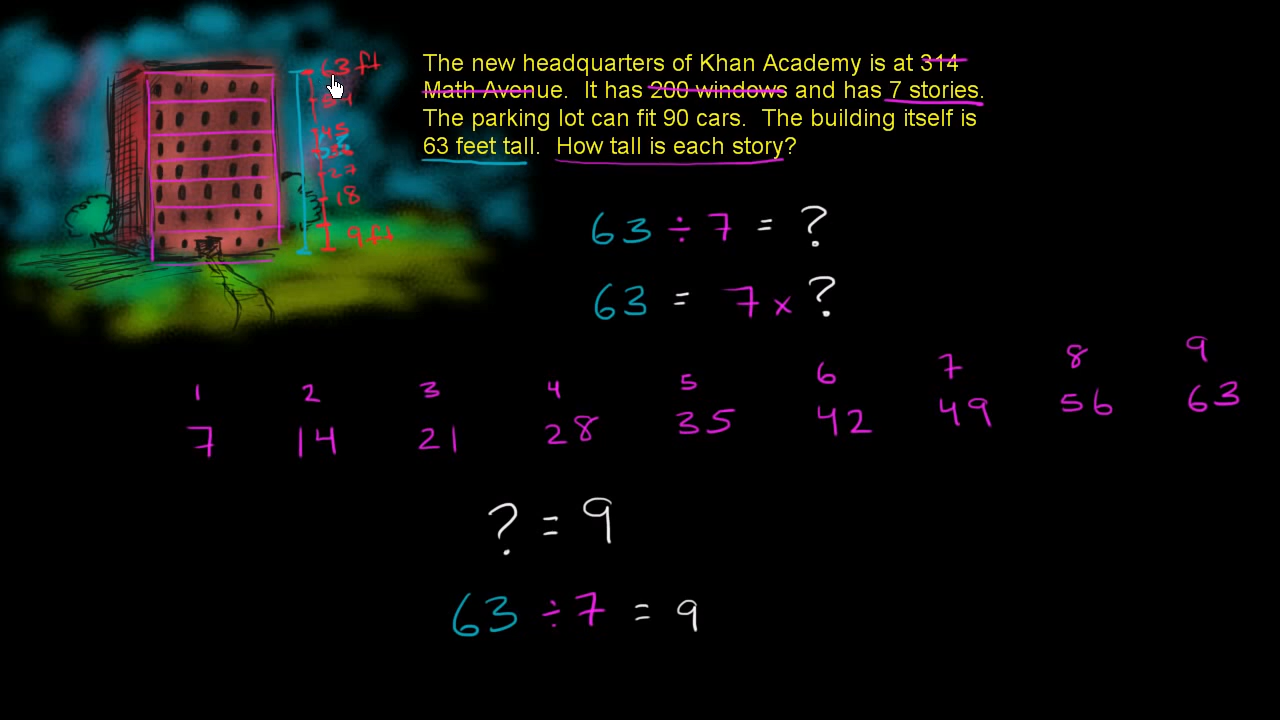 The new headquarters of Khan Academy is at 314
Math Avenue. It has 200 windows and has 7 stories.
The parking lot can fit 90 cars. The building itself is
63 feet tall. How tall is each story?
63 ft
54
45
36
27
18
9 ft
63 ÷ 7 = ?
63 = 7 x ?
1 2 3 4 5 6 7 8 9
7 14 21 28 35 42 49 56 63
? = 9
63 ÷ 7 = 9